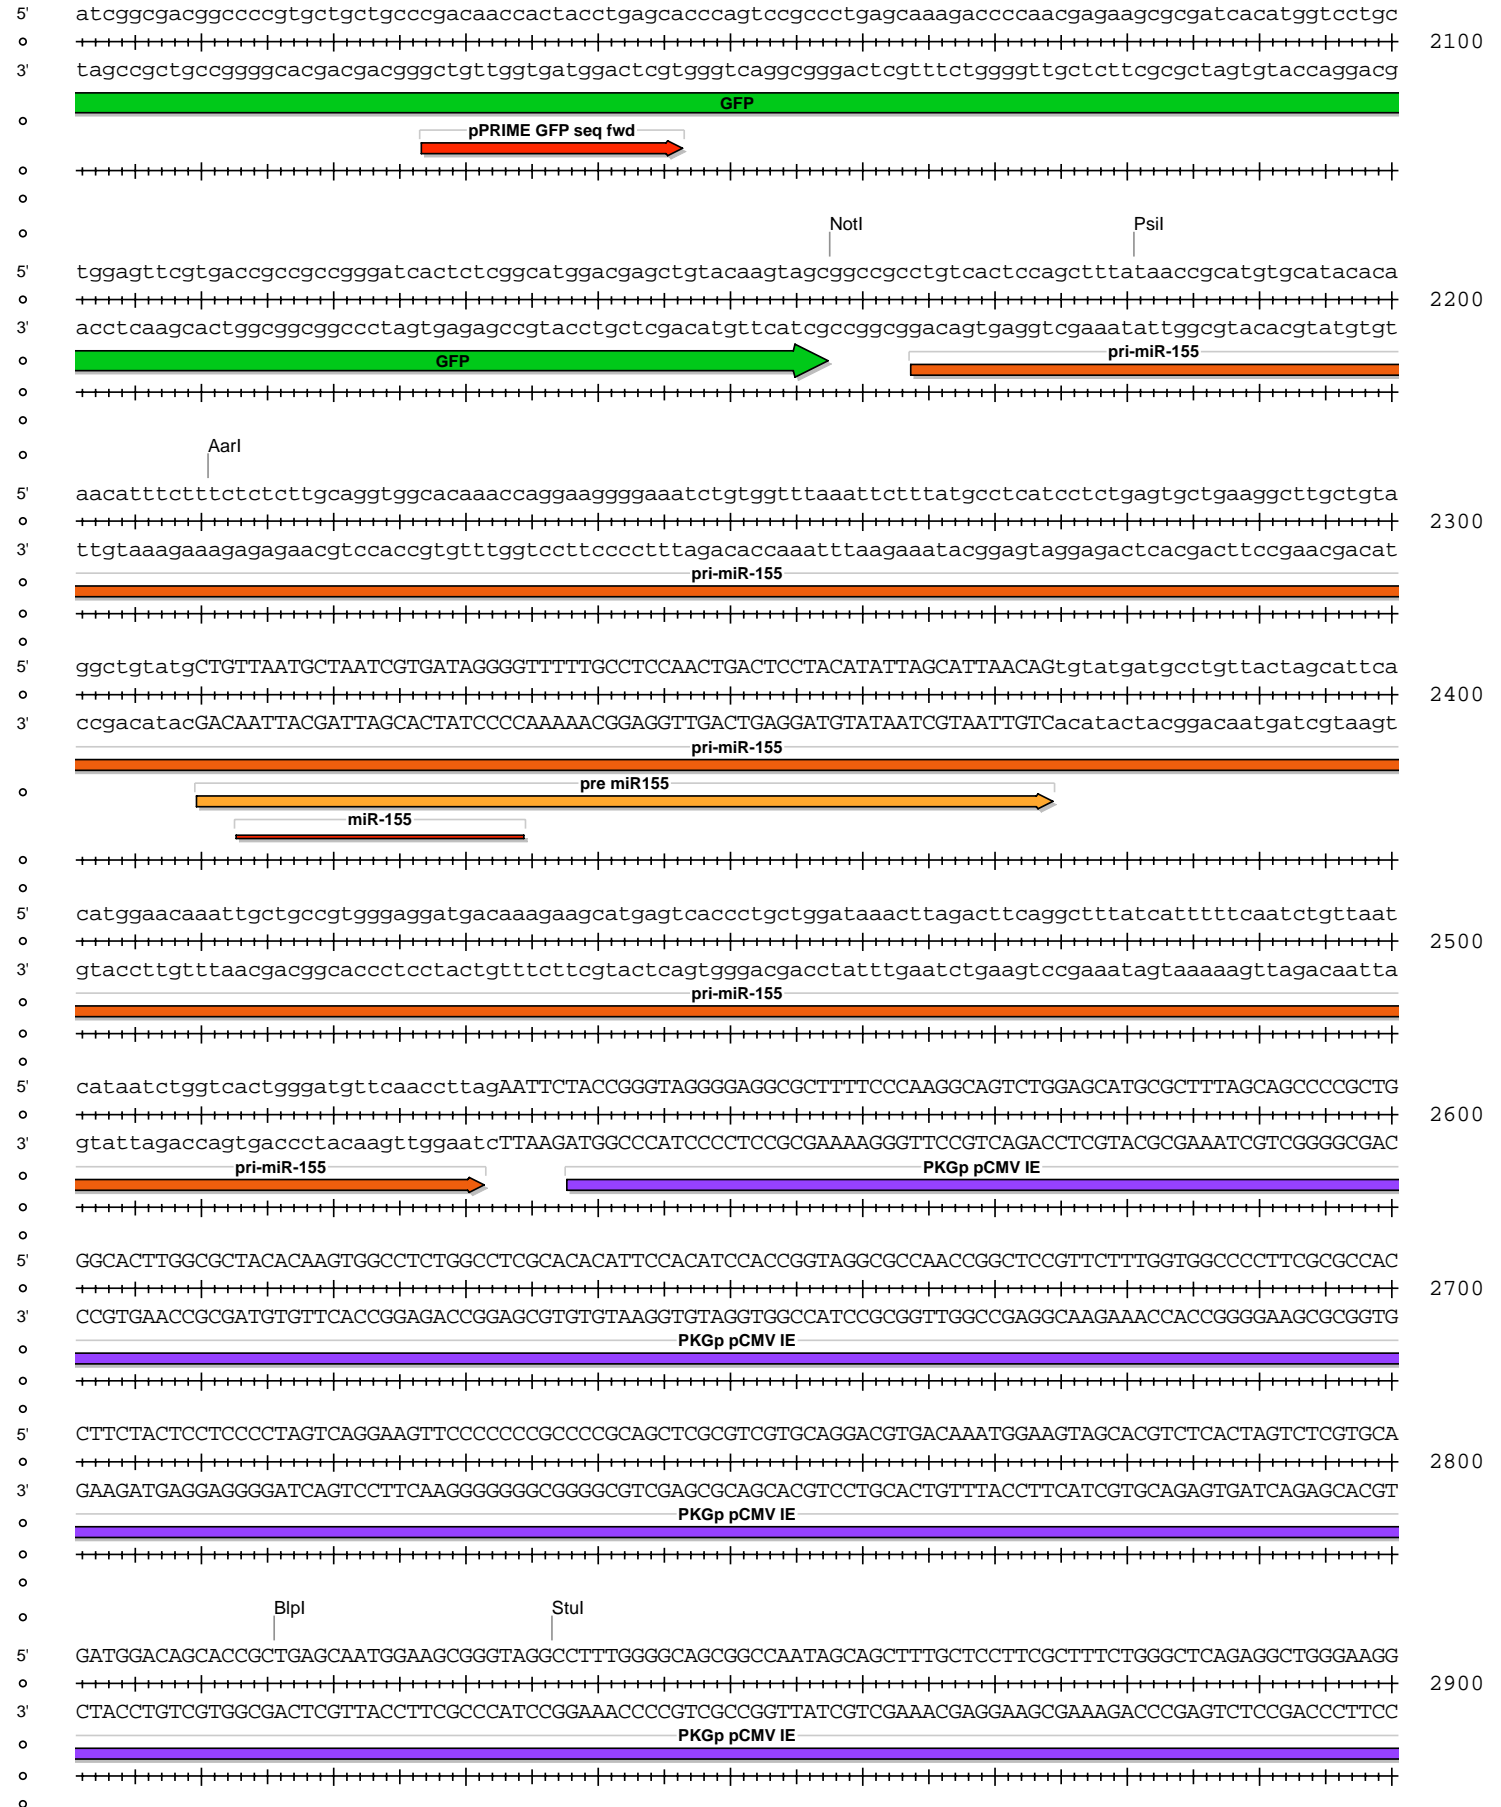 5' atcggcgacggccccgtgctgctgcccgacaaccactacctgagcacccagtccgccctgagcaaagaccccaacgagaagcgcgatcacatggtcctgc
2100
3' tagccgctgccggggcacgacgacgggctgttggtgatggactcgtgggtcaggcgggactcgtttctggggttgctcttcgcgctagtgtaccaggacg
GFP
pPRIME GFP seq fwd
NotI PsiI
5' tggagttcgtgaccgccgccgggatcactctcggcatggacgagctgtacaagtagcggccgcctgtcactccagctttataaccgcatgtgcatacaca
2200
3' acctcaagcactggcggcggccctagtgagagccgtacctgctcgacatgttcatcgccggcggacagtgaggtcgaaatattggcgtacacgtatgtgt
GFP pri-miR-155
AarI
5' aacatttctttctctcttgcaggtggcacaaaccaggaaggggaaatctgtggtttaaattctttatgcctcatcctctgagtgctgaaggcttgctgta
2300
3' ttgtaaagaaagagagaacgtccaccgtgtttggtccttcccctttagacaccaaatttaagaaatacggagtaggagactcacgacttccgaacgacat
pri-miR-155
5' ggctgtatgCTGTTAATGCTAATCGTGATAGGGGTTTTTGCCTCCAACTGACTCCTACATATTAGCATTAACAGtgtatgatgcctgttactagcattca
2400
3' ccgacatacGACAATTACGATTAGCACTATCCCCAAAAACGGAGGTTGACTGAGGATGTATAATCGTAATTGTCacatactacggacaatgatcgtaagt
pri-miR-155
pre miR155
miR-155
5' catggaacaaattgctgccgtgggaggatgacaaagaagcatgagtcaccctgctggataaacttagacttcaggctttatcatttttcaatctgttaat
2500
3' gtaccttgtttaacgacggcaccctcctactgtttcttcgtactcagtgggacgacctatttgaatctgaagtccgaaatagtaaaaagttagacaatta
pri-miR-155
5' cataatctggtcactgggatgttcaaccttagAATTCTACCGGGTAGGGGAGGCGCTTTTCCCAAGGCAGTCTGGAGCATGCGCTTTAGCAGCCCCGCTG
2600
3' gtattagaccagtgaccctacaagttggaatcTTAAGATGGCCCATCCCCTCCGCGAAAAGGGTTCCGTCAGACCTCGTACGCGAAATCGTCGGGGCGAC
pri-miR-155 PKGp pCMV IE
5' GGCACTTGGCGCTACACAAGTGGCCTCTGGCCTCGCACACATTCCACATCCACCGGTAGGCGCCAACCGGCTCCGTTCTTTGGTGGCCCCTTCGCGCCAC
2700
3' CCGTGAACCGCGATGTGTTCACCGGAGACCGGAGCGTGTGTAAGGTGTAGGTGGCCATCCGCGGTTGGCCGAGGCAAGAAACCACCGGGGAAGCGCGGTG
PKGp pCMV IE
5' CTTCTACTCCTCCCCTAGTCAGGAAGTTCCCCCCCGCCCCGCAGCTCGCGTCGTGCAGGACGTGACAAATGGAAGTAGCACGTCTCACTAGTCTCGTGCA
2800
3' GAAGATGAGGAGGGGATCAGTCCTTCAAGGGGGGGCGGGGCGTCGAGCGCAGCACGTCCTGCACTGTTTACCTTCATCGTGCAGAGTGATCAGAGCACGT
PKGp pCMV IE
BlpI StuI
5' GATGGACAGCACCGCTGAGCAATGGAAGCGGGTAGGCCTTTGGGGCAGCGGCCAATAGCAGCTTTGCTCCTTCGCTTTCTGGGCTCAGAGGCTGGGAAGG
2900
3' CTACCTGTCGTGGCGACTCGTTACCTTCGCCCATCCGGAAACCCCGTCGCCGGTTATCGTCGAAACGAGGAAGCGAAAGACCCGAGTCTCCGACCCTTCC
PKGp pCMV IE